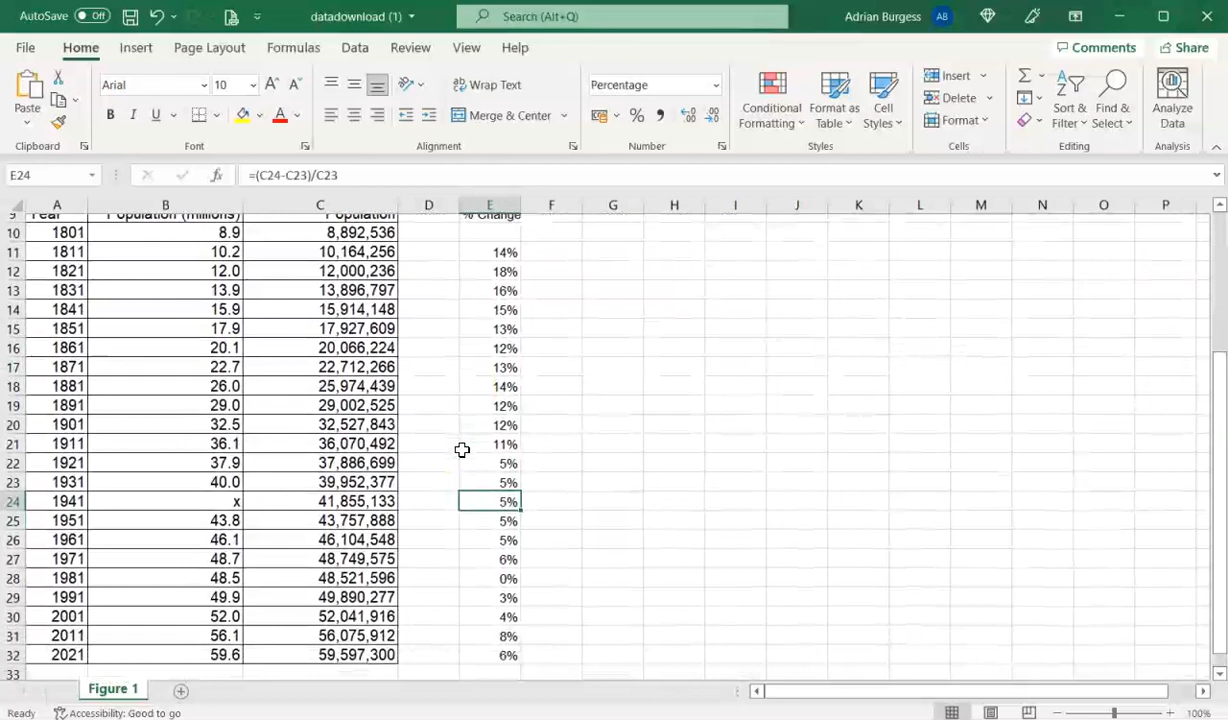 AutoSave Off datadownload (1) Search (Alt+Q) Adrian Burgess AB
File Home Insert Page Layout Formulas Data Review View Help Comments Share
Paste Arial 10 Wrap Text Percentage Conditional Formatting Format as Table Cell Styles Insert Sort & Filter Find & Select Analyze Data
B I U A Merge & Center % Delete
Format
Clipboard Font Alignment Number Styles Cells Editing Analysis
E24 fx =(C24-C23)/C23
A B C D E F G H I J K L M N O P
9 Year Population (millions) Population % Change
10 1801 8.9 8,892,536
11 1811 10.2 10,164,256 14%
12 1821 12.0 12,000,236 18%
13 1831 13.9 13,896,797 16%
14 1841 15.9 15,914,148 15%
15 1851 17.9 17,927,609 13%
16 1861 20.1 20,066,224 12%
17 1871 22.7 22,712,266 13%
18 1881 26.0 25,974,439 14%
19 1891 29.0 29,002,525 12%
20 1901 32.5 32,527,843 12%
21 1911 36.1 36,070,492 11%
22 1921 37.9 37,886,699 5%
23 1931 40.0 39,952,377 5%
24 1941 x 41,855,133 5%
25 1951 43.8 43,757,888 5%
26 1961 46.1 46,104,548 5%
27 1971 48.7 48,749,575 6%
28 1981 48.5 48,521,596 0%
29 1991 49.9 49,890,277 3%
30 2001 52.0 52,041,916 4%
31 2011 56.1 56,075,912 8%
32 2021 59.6 59,597,300 6%
33
Figure 1
Ready Accessibility: Good to go 100%